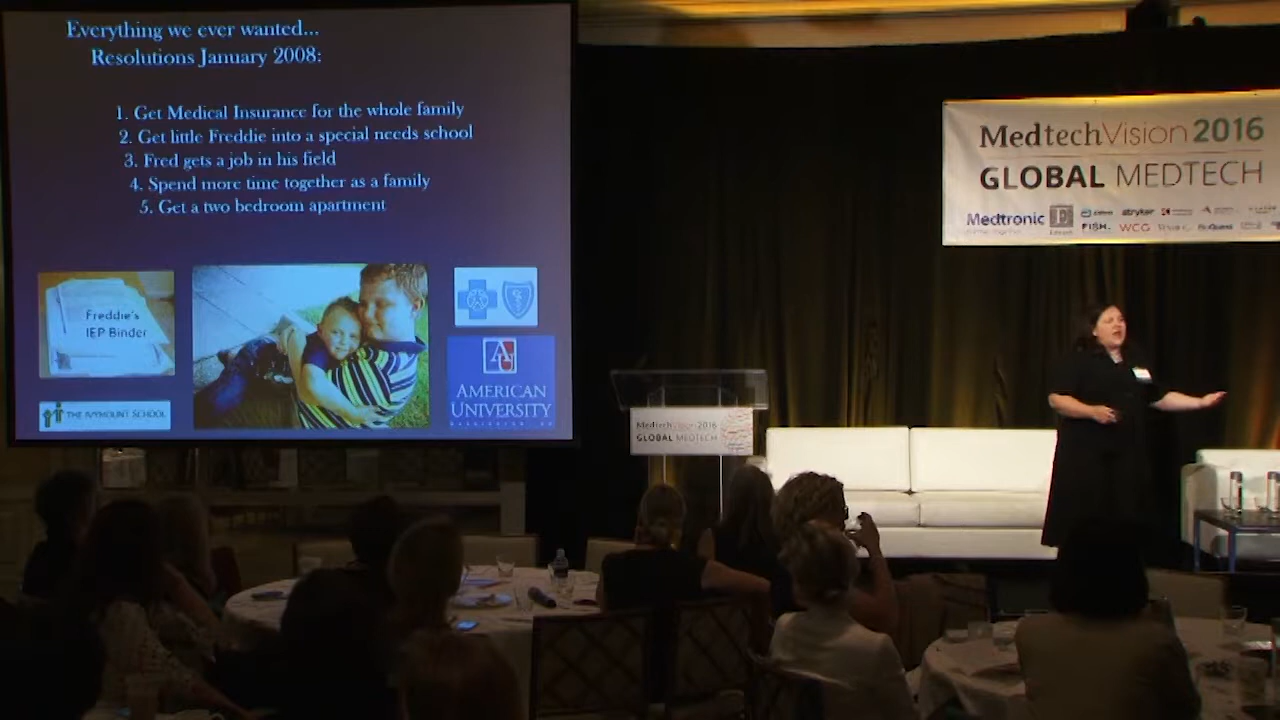 Everything we ever wanted...
Resolutions January 2008:
1. Get Medical Insurance for the whole family
2. Get little Freddie into a special needs school
3. Fred gets a job in his field
4. Spend more time together as a family
5. Get a two bedroom apartment
Freddie's
IEP Binder
THE IVYMOUNT SCHOOL
AU
AMERICAN
UNIVERSITY
MedtechVision 2016
GLOBAL MEDTECH
Medtronic
stryker
FISH.
WCG
MedtechVision 2016
GLOBAL MEDTECH